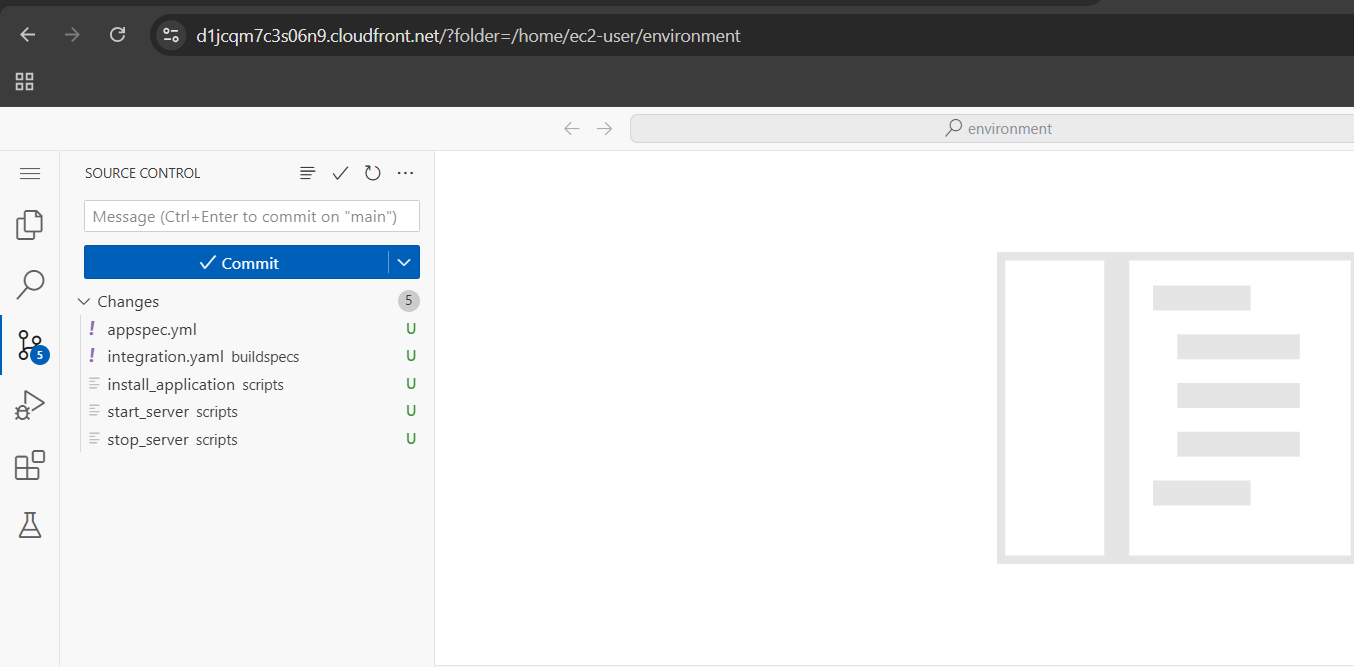 d1jcqm7c3s06n9.cloudfront.net/?folder=/home/ec2-user/environment
environment
SOURCE CONTROL
Message (Ctrl+Enter to commit on "main")
Commit
Changes 5
! appspec.yml U
! integration.yaml buildspecs U
install_application scripts U
start_server scripts U
stop_server scripts U
5